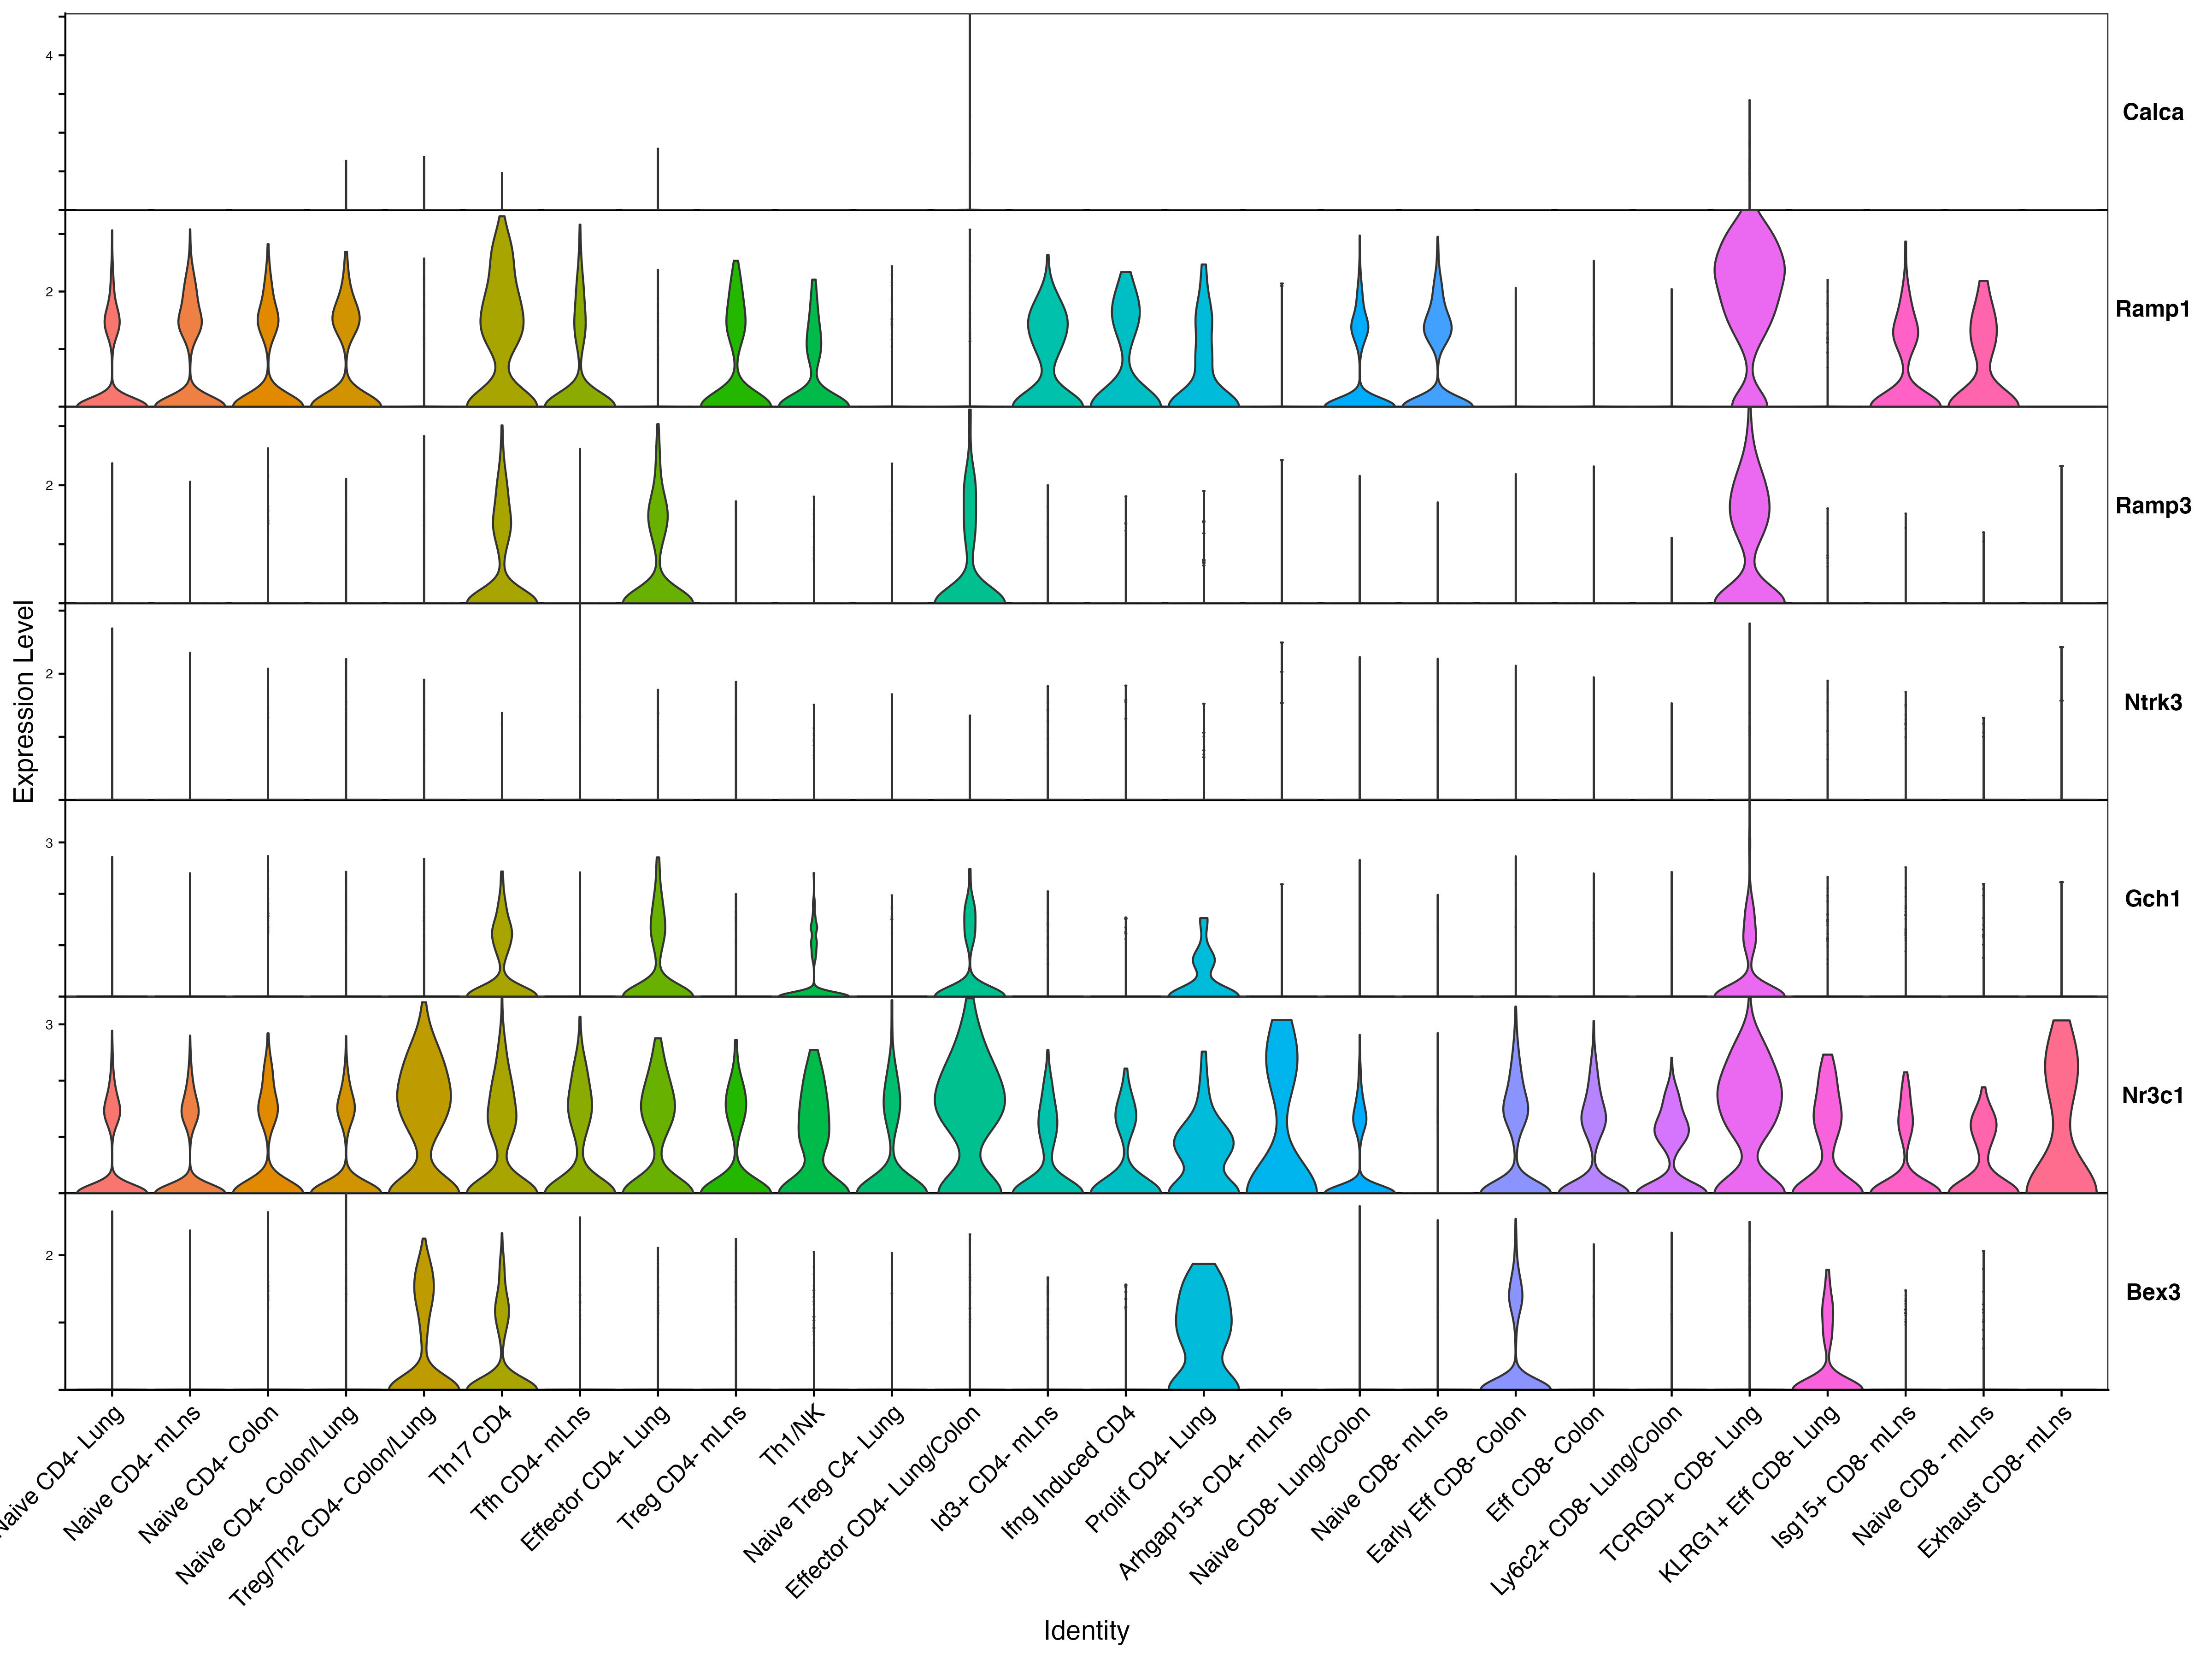 4
Calca
2
Ramp1
2
Ramp3
2
Ntrk3
3
Gch1
3
Nr3c1
2
Bex3
Expression Level
Naive CD4- Lung
Naive CD4- mLns
Naive CD4- Colon
Naive CD4- Colon/Lung
Treg/Th2 CD4- Colon/Lung
Th17 CD4
Tfh CD4- mLns
Effector CD4- Lung
Treg CD4- mLns
Th1/NK
Naive Treg C4- Lung
Effector CD4- Lung/Colon
Id3+ CD4- mLns
Ifng Induced CD4
Prolif CD4- Lung
Arhgap15+ CD4- mLns
Naive CD8- Lung/Colon
Naive CD8- mLns
Early Eff CD8- Colon
Eff CD8- Colon
Ly6c2+ CD8- Lung/Colon
TCRGD+ CD8- Lung
KLRG1+ Eff CD8- Lung
Isg15+ CD8- mLns
Naive CD8 - mLns
Exhaust CD8- mLns
Identity